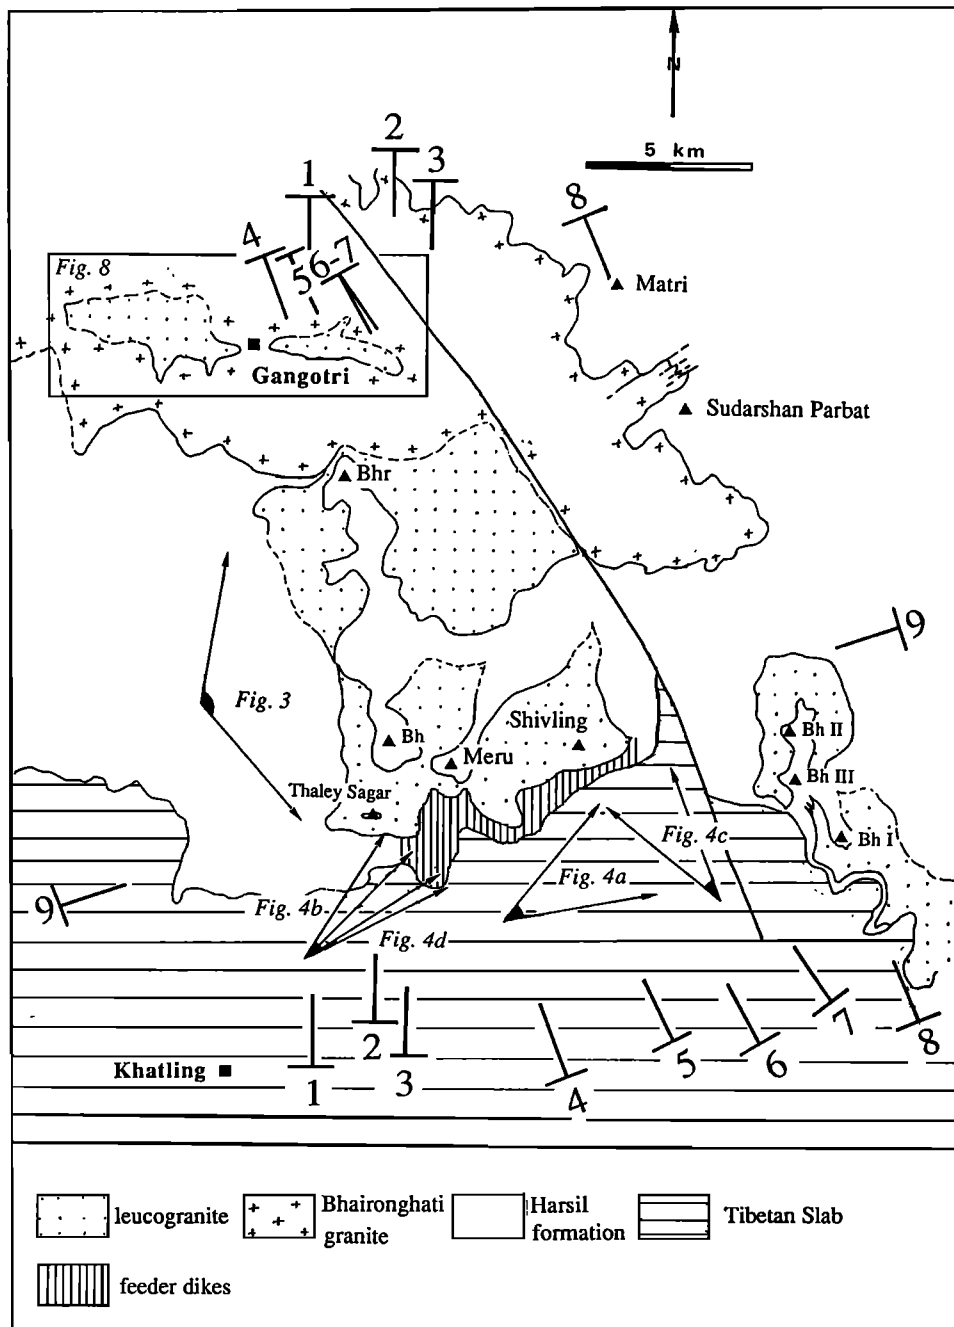 N
5 km
2
1
3
8
4
5
6-7
Fig. 8
Matri
Gangotri
Sudarshan Parbat
Bhr
9
Fig. 3
Shivling
Bh II
Bh
Meru
Bh III
Thaley Sagar
Fig. 4c
Bh I
Fig. 4a
9
Fig. 4b
Fig. 4d
7
2
8
5
6
Khatling
1
3
4
leucogranite
Bhaironghati
granite
Harsil
formation
Tibetan Slab
feeder dikes